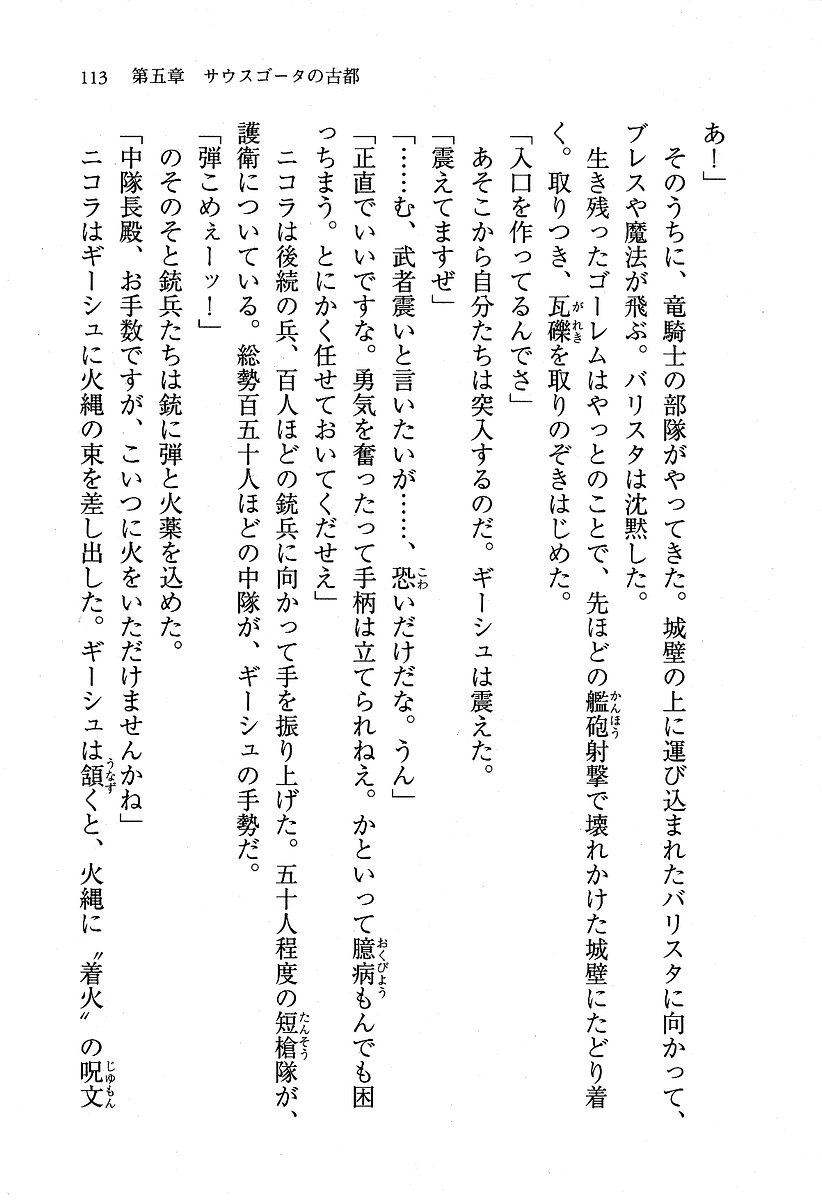 113　第五章　サウスゴータの古都
あ！」
　そのうちに、竜騎士の部隊がやってきた。城壁の上に運び込まれたバリスタに向かって、
ブレスや魔法が飛ぶ。バリスタは沈黙した。
　生き残ったゴーレムはやっとのことで、先ほどの艦砲射撃で壊れかけた城壁にたどり着
く。取りつき、瓦礫を取りのぞきはじめた。
「入口を作ってるんでさ」
　あそこから自分たちは突入するのだ。ギーシュは震えた。
「震えてますぜ」
「……む、武者震いと言いたいが……、恐いだけだな。うん」
「正直でいいですな。勇気を奮ったって手柄は立てられねえ。かといって臆病もんでも困
っちまう。とにかく任せておいてくだせえ」
　ニコラは後続の兵、百人ほどの銃兵に向かって手を振り上げた。五十人程度の短槍隊が、
護衛についている。総勢百五十人ほどの中隊が、ギーシュの手勢だ。
「弾こめぇーッ！」
　のそのそと銃兵たちは銃に弾と火薬を込めた。
「中隊長殿、お手数ですが、こいつに火をいただけませんかね」
　ニコラはギーシュに火縄の束を差し出した。ギーシュは頷くと、火縄に〝着火〟の呪文